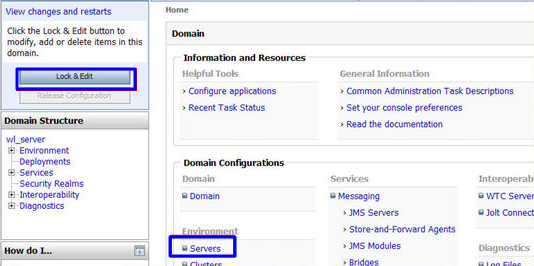 View changes and restarts
Click the Lock & Edit button to
modify, add or delete items in this
domain.
Lock & Edit
Release Configuration
Domain Structure
wl_server
Environment
Deployments
Services
Security Realms
Interoperability
Diagnostics
How do I...
Home
Domain
Information and Resources
Helpful Tools
Configure applications
Recent Task Status
General Information
Common Administration Task Descriptions
Set your console preferences
Read the documentation
Domain Configurations
Domain
Domain
Environment
Servers
Clusters
Services
Messaging
JMS Servers
Store-and-Forward Agents
JMS Modules
Bridges
Interoperab
WTC Server
Jolt Connect
Diagnostics
Log Files